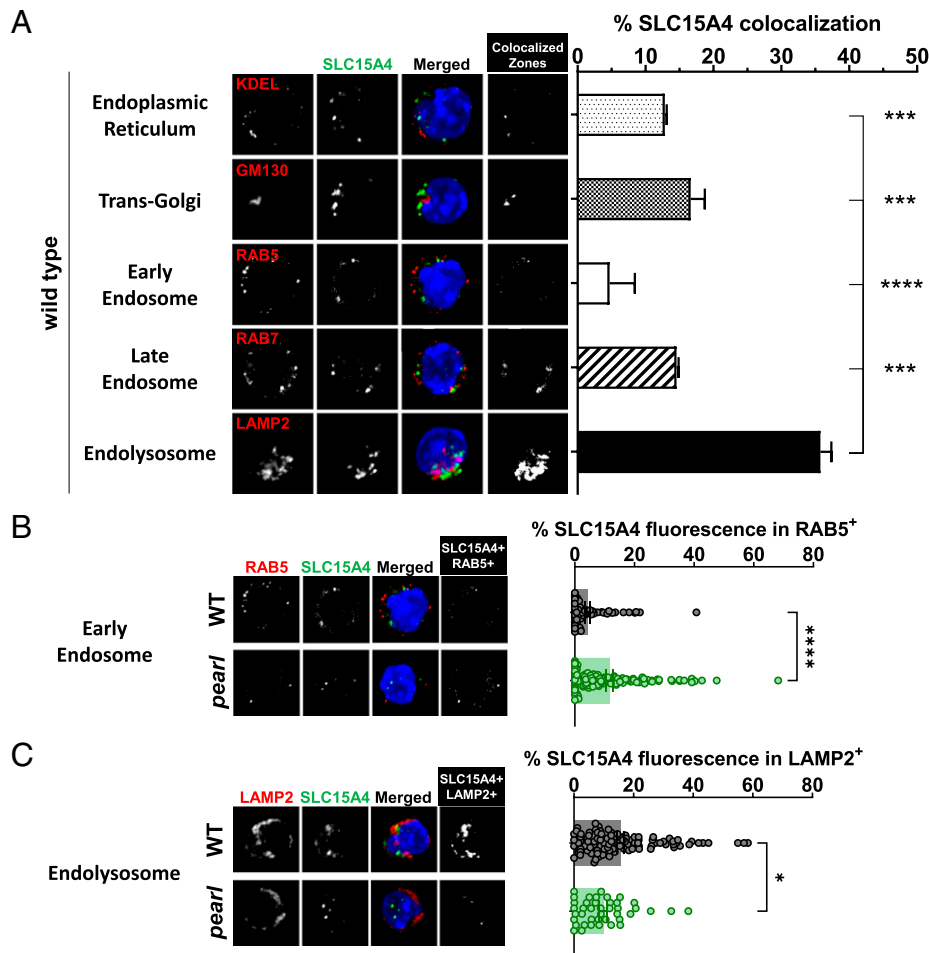 A
% SLC15A4 colocalization
SLC15A4 Merged Colocalized Zones
0 10 20 30 40 50
wild type
Endoplasmic Reticulum
KDEL
***
Trans-Golgi
GM130
***
Early Endosome
RAB5
****
Late Endosome
RAB7
***
Endolysosome
LAMP2
B
% SLC15A4 fluorescence in RAB5+
RAB5 SLC15A4 Merged SLC15A4+ RAB5+
0 20 40 60 80
Early Endosome
WT
pearl
****
C
% SLC15A4 fluorescence in LAMP2+
LAMP2 SLC15A4 Merged SLC15A4+ LAMP2+
0 20 40 60 80
Endolysosome
WT
pearl
*